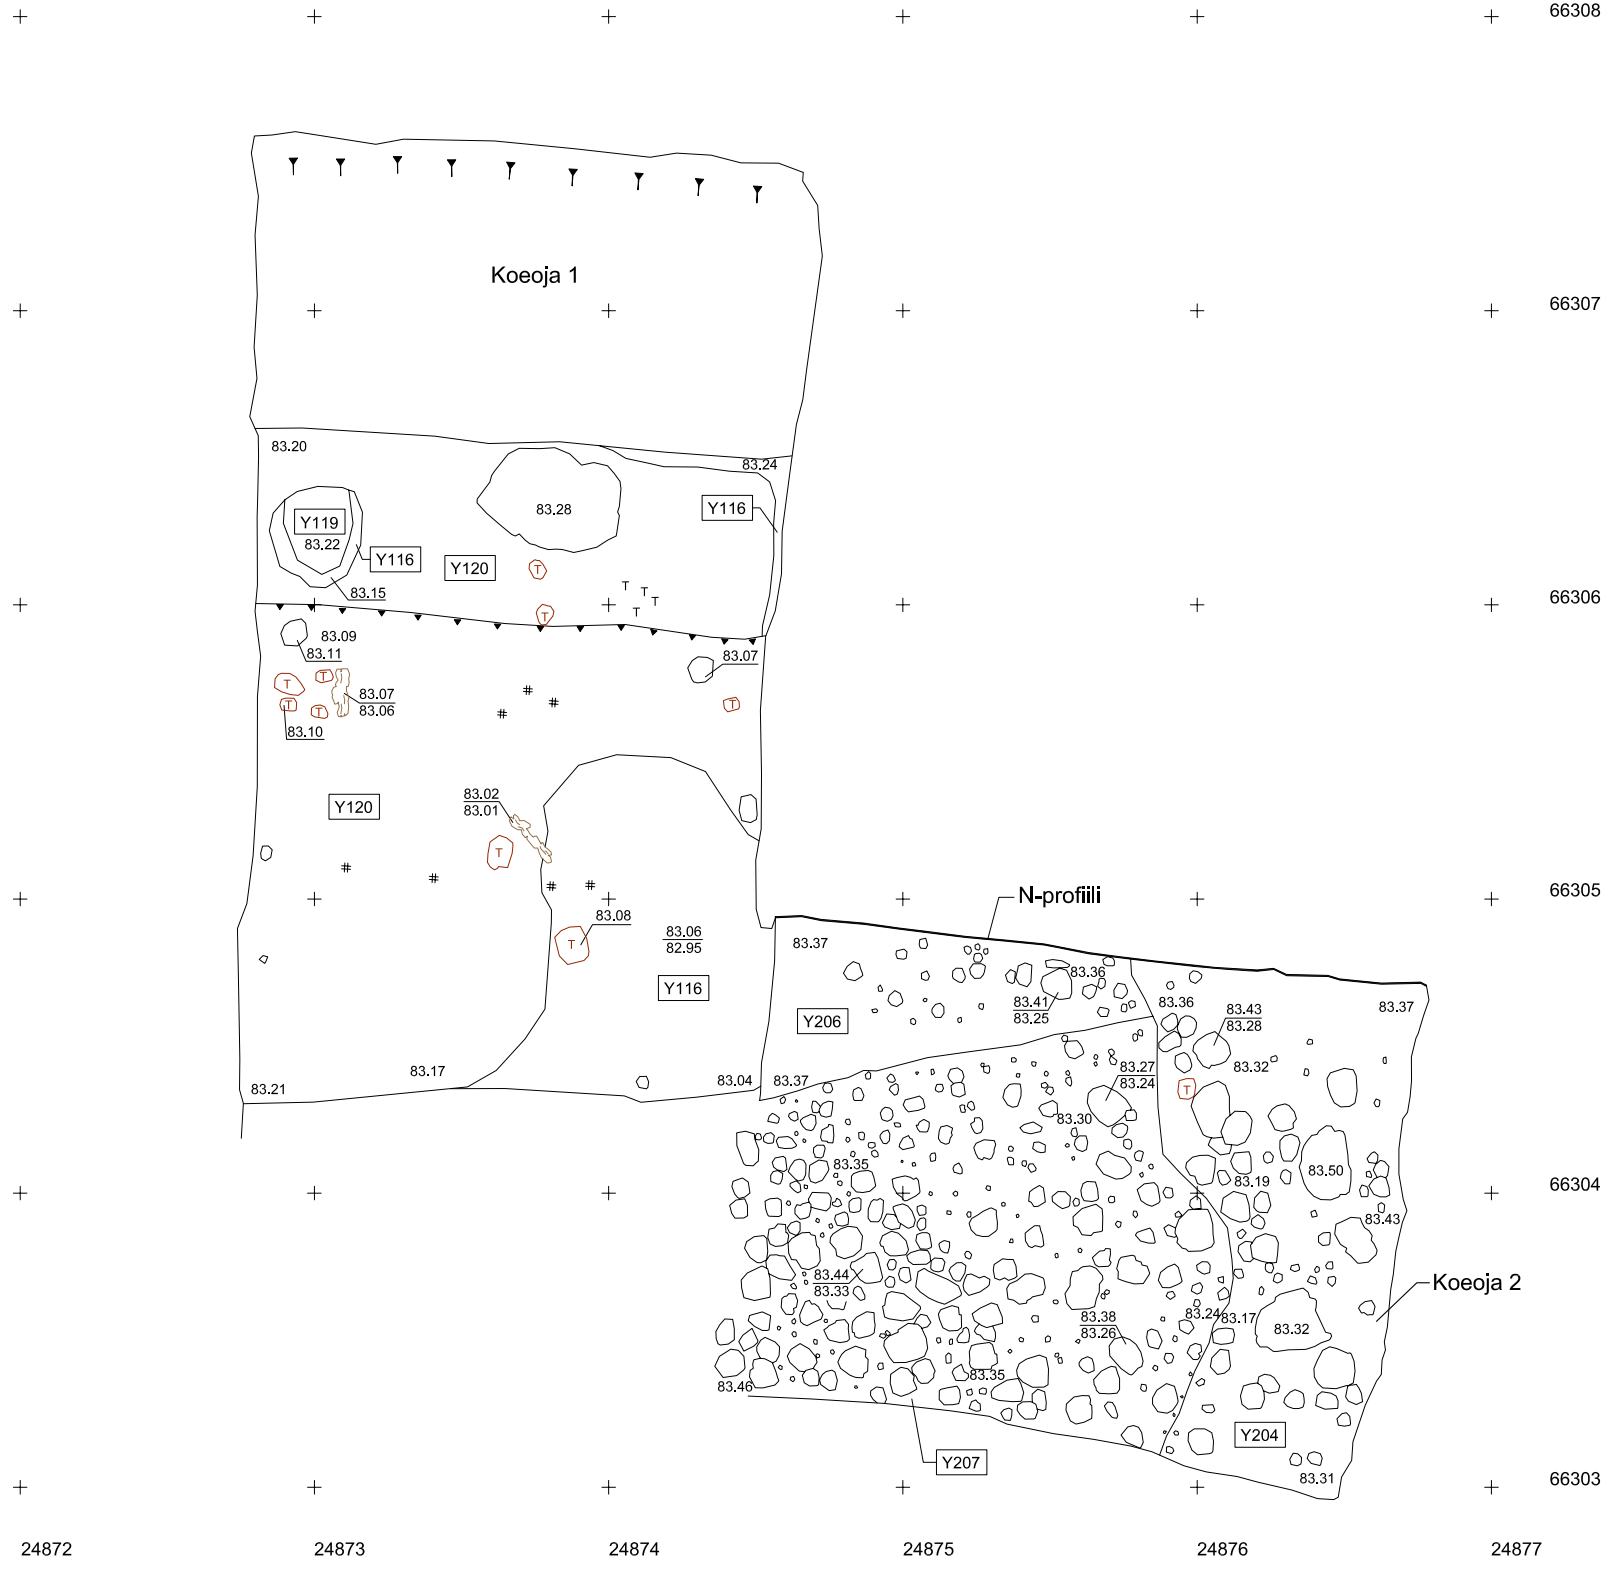 66308
Koeoja 1
66307
83.20
83.24
83.28
Y116
Y119
83.22
Y116
Y120
T
T T
T
83.15
T
66306
T
83.09
83.11
83.07
T
T
83.07
83.06
T
T
T
83.10
# # #
83.02
83.01
Y120
T
# # # #
N-profiili
66305
83.08
T
83.06
82.95
83.37
83.36
83.41
83.25
83.36
83.43
83.28
83.37
Y116
Y206
83.17
83.21
83.04
83.37
83.27
83.24
83.32
T
83.30
83.35
83.50
83.19
66304
83.43
83.44
83.33
Koeoja 2
83.24
83.17
83.38
83.26
83.32
83.35
83.46
Y204
Y207
83.31
66303
24872
24873
24874
24875
24876
24877